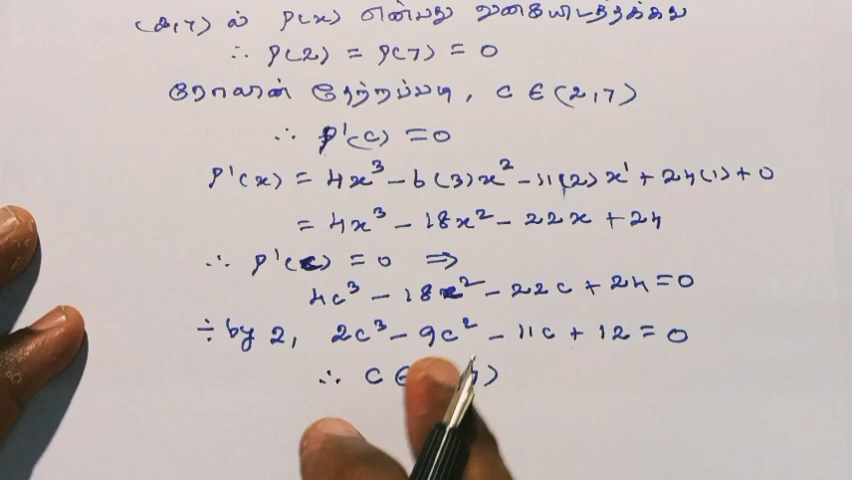 (2,7) ல் P(x) என்பது வகையிடத்தக்கது
∴ P(2) = P(7) = 0
ரோலின் தேற்றப்படி, C ∈ (2,7)
∴ P'(c) = 0
P'(x) = 4x³ - 6(3)x² - 11(2)x¹ + 24(1) + 0
= 4x³ - 18x² - 22x + 24
∴ P'(c) = 0 ⇒
4c³ - 18c² - 22c + 24 = 0
÷ by 2, 2c³ - 9c² - 11c + 12 = 0
∴ C ∈